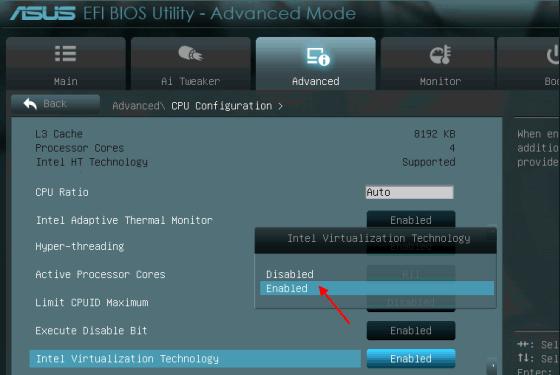 ASUS EFI BIOS Utility - Advanced Mode
Main Ai Tweaker Advanced Monitor Boo
Back Advanced\ CPU Configuration >
L3 Cache 8192 KB When en
Processor Cores 4 additio
Intel HT Technology Supported provide
CPU Ratio Auto
Intel Adaptive Thermal Monitor Enabled
Intel Virtualization Technology
Hyper-threading Enabled
Disabled
Active Processor Cores All
Enabled
Limit CPUID Maximum Disabled
Execute Disable Bit Enabled
→←: Sel
Intel Virtualization Technology Enabled ↑↓: Sel
Enter: